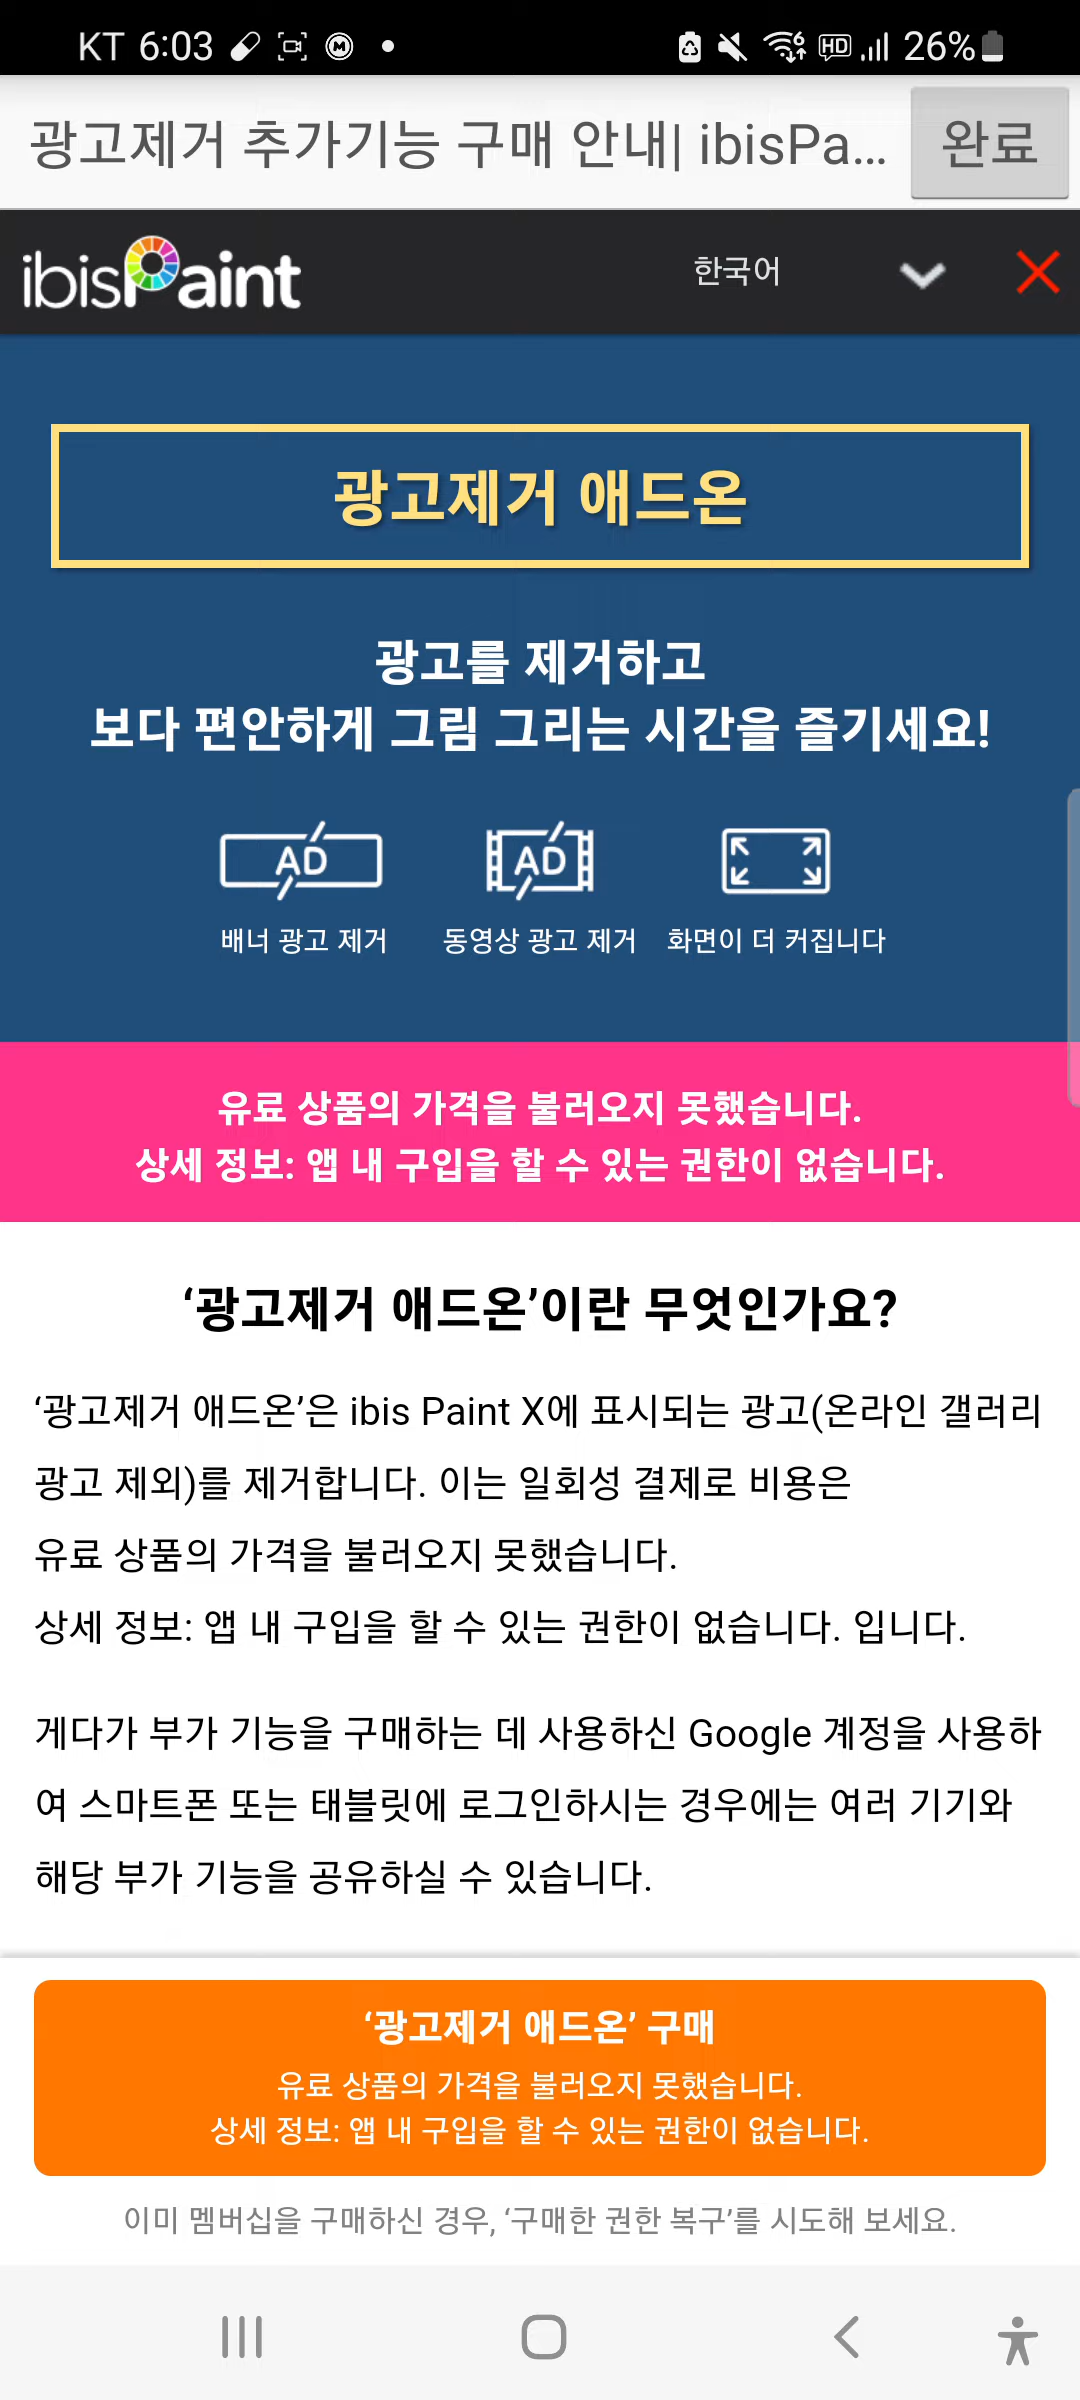 KT 6:03
HD 26%
광고제거 추가기능 구매 안내| ibisPa...
완료
ibisPaint
한국어
광고제거 애드온
광고를 제거하고
보다 편안하게 그림 그리는 시간을 즐기세요!
AD
AD
배너 광고 제거
동영상 광고 제거
화면이 더 커집니다
유료 상품의 가격을 불러오지 못했습니다.
상세 정보: 앱 내 구입을 할 수 있는 권한이 없습니다.
‘광고제거 애드온’이란 무엇인가요?
‘광고제거 애드온’은 ibis Paint X에 표시되는 광고(온라인 갤러리
광고 제외)를 제거합니다. 이는 일회성 결제로 비용은
유료 상품의 가격을 불러오지 못했습니다.
상세 정보: 앱 내 구입을 할 수 있는 권한이 없습니다. 입니다.
게다가 부가 기능을 구매하는 데 사용하신 Google 계정을 사용하
여 스마트폰 또는 태블릿에 로그인하시는 경우에는 여러 기기와
해당 부가 기능을 공유하실 수 있습니다.
‘광고제거 애드온’ 구매
유료 상품의 가격을 불러오지 못했습니다.
상세 정보: 앱 내 구입을 할 수 있는 권한이 없습니다.
이미 멤버십을 구매하신 경우, ‘구매한 권한 복구’를 시도해 보세요.